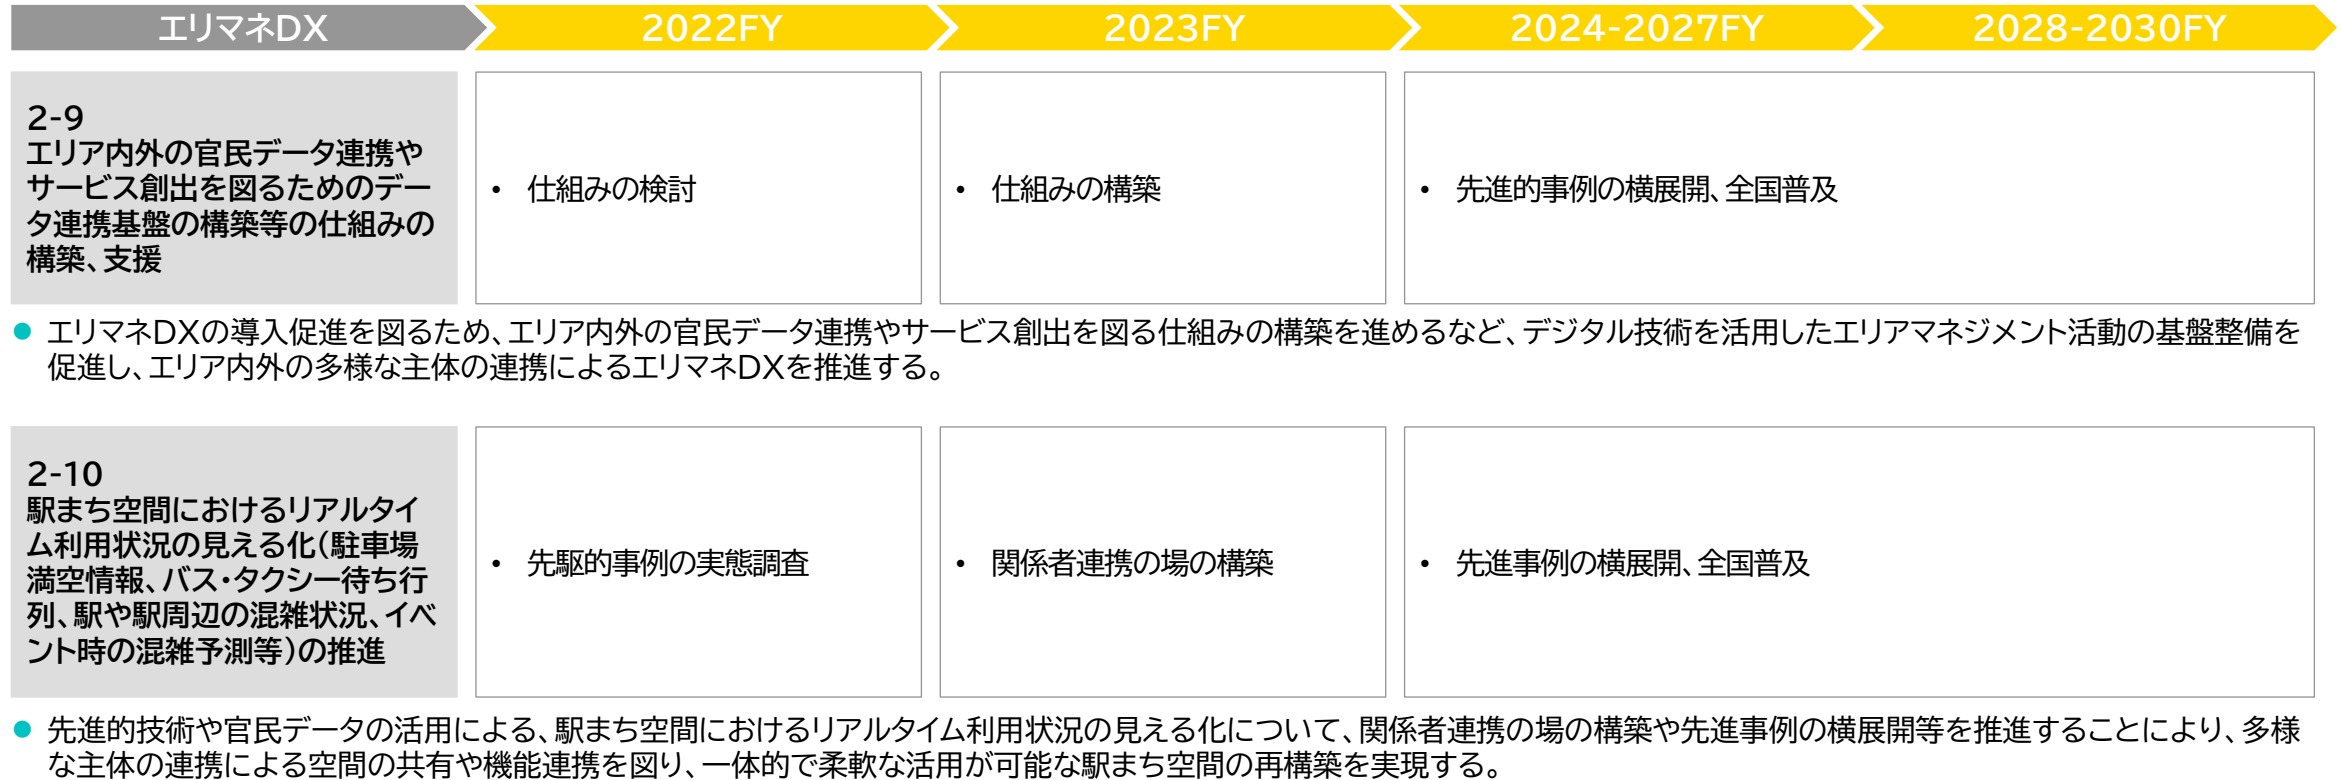 エリマネDX
2022FY
2023FY
2024-2027FY
2028-2030FY
2-9
エリア内外の官民データ連携や
サービス創出を図るためのデー
タ連携基盤の構築等の仕組みの
構築、支援
• 仕組みの検討
• 仕組みの構築
• 先進的事例の横展開、全国普及
● エリマネDXの導入促進を図るため、エリア内外の官民データ連携やサービス創出を図る仕組みの構築を進めるなど、デジタル技術を活用したエリアマネジメント活動の基盤整備を
促進し、エリア内外の多様な主体の連携によるエリマネDXを推進する。
2-10
駅まち空間におけるリアルタイ
ム利用状況の見える化(駐車場
満空情報、バス・タクシー待ち行
列、駅や駅周辺の混雑状況、イベ
ント時の混雑予測等)の推進
• 先駆的事例の実態調査
• 関係者連携の場の構築
• 先進事例の横展開、全国普及
● 先進的技術や官民データの活用による、駅まち空間におけるリアルタイム利用状況の見える化について、関係者連携の場の構築や先進事例の横展開等を推進することにより、多様
な主体の連携による空間の共有や機能連携を図り、一体的で柔軟な活用が可能な駅まち空間の再構築を実現する。